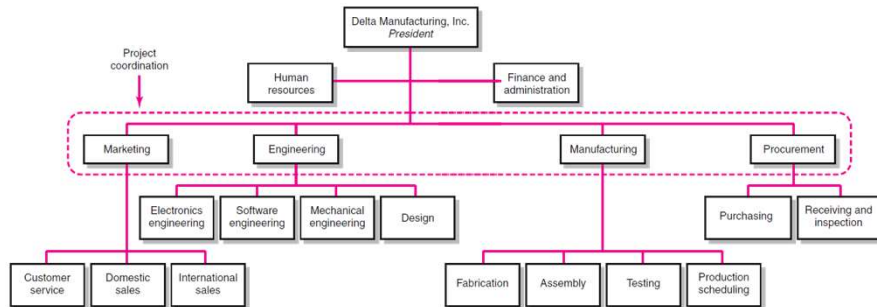 Delta Manufacturing, Inc.
President
Project
coordination
Human
resources
Finance and
administration
Marketing
Engineering
Manufacturing
Procurement
Electronics
engineering
Software
engineering
Mechanical
engineering
Design
Purchasing
Receiving and
inspection
Customer
service
Domestic
sales
International
sales
Fabrication
Assembly
Testing
Production
scheduling